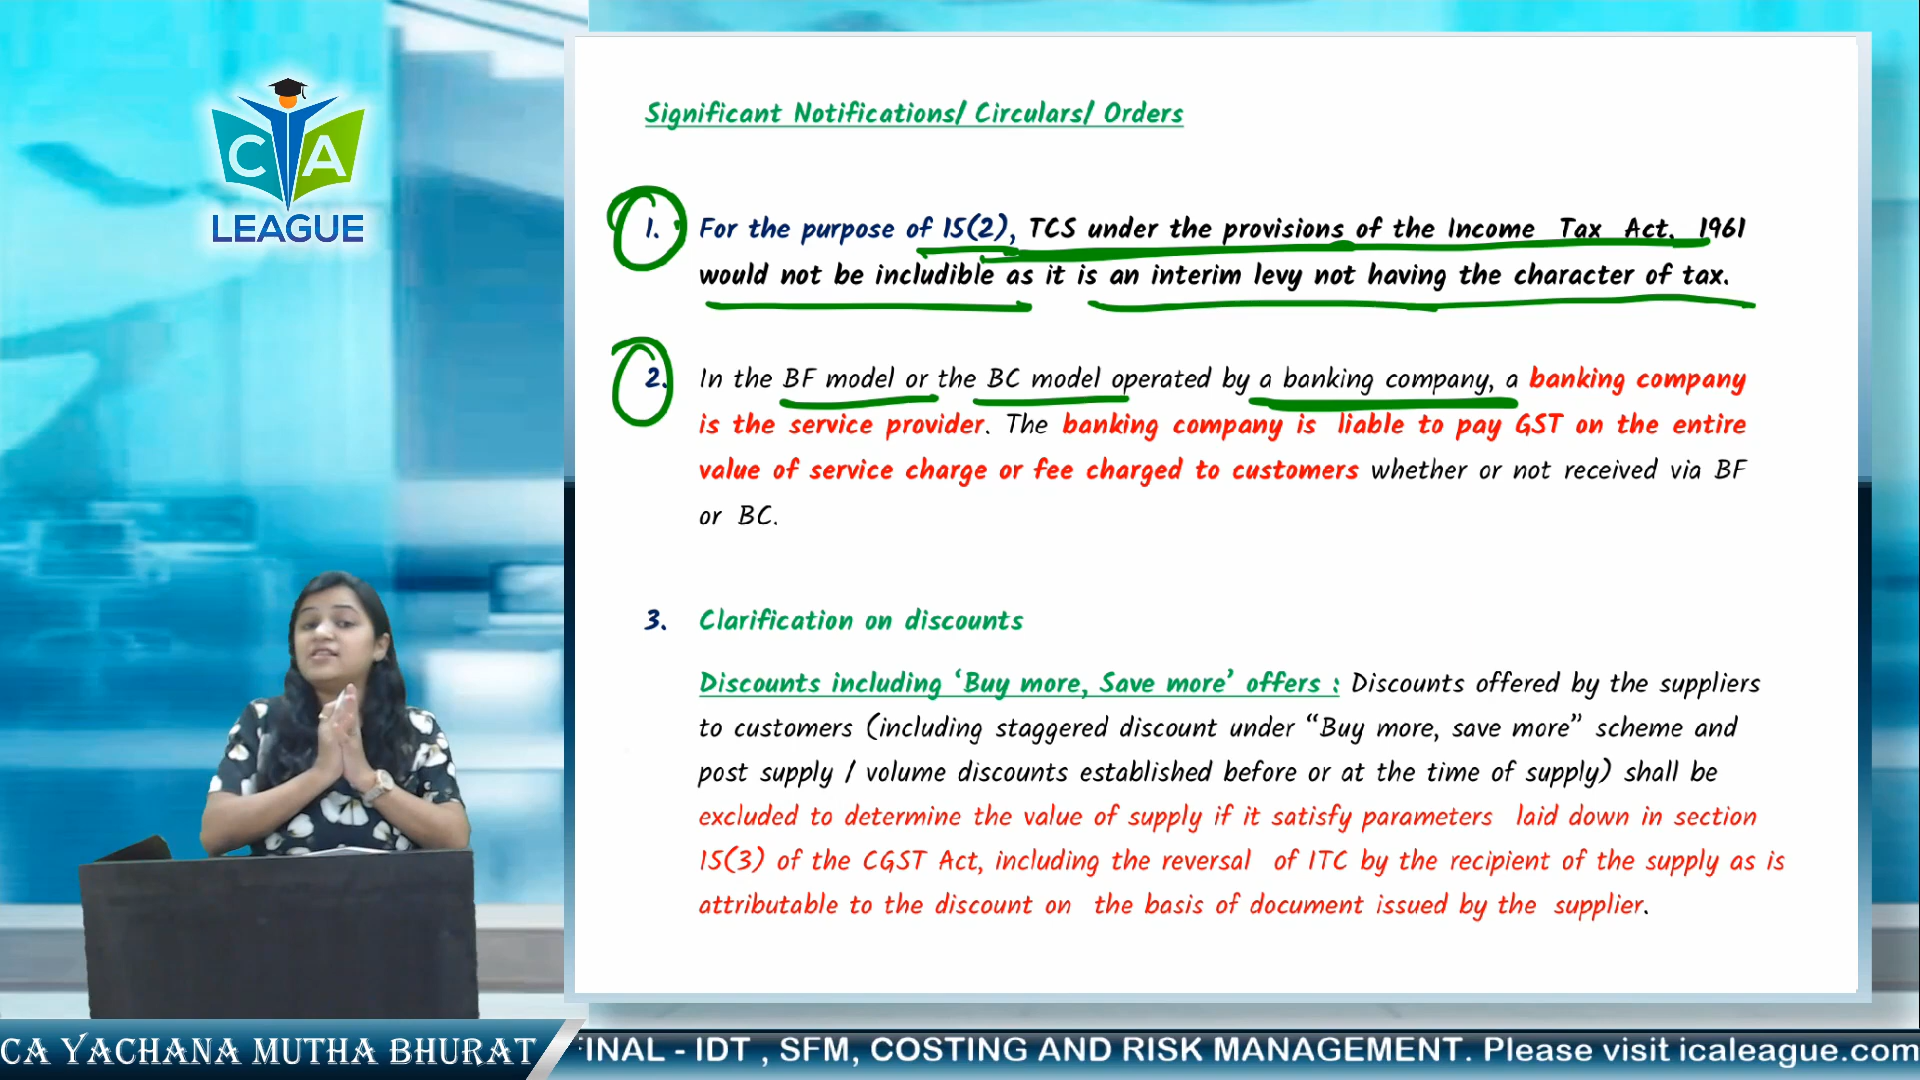 C A
LEAGUE
Significant Notifications/ Circulars/ Orders
1. For the purpose of 15(2), TCS under the provisions of the Income Tax Act, 1961
would not be includible as it is an interim levy not having the character of tax.
2. In the BF model or the BC model operated by a banking company, a banking company
is the service provider. The banking company is liable to pay GST on the entire
value of service charge or fee charged to customers whether or not received via BF
or BC.
3. Clarification on discounts
Discounts including ‘Buy more, Save more’ offers : Discounts offered by the suppliers
to customers (including staggered discount under “Buy more, save more” scheme and
post supply / volume discounts established before or at the time of supply) shall be
excluded to determine the value of supply if it satisfy parameters laid down in section
15(3) of the CGST Act, including the reversal of ITC by the recipient of the supply as is
attributable to the discount on the basis of document issued by the supplier.
CA YACHANA MUTHA BHURAT
INAL - IDT , SFM, COSTING AND RISK MANAGEMENT. Please visit icaleague.com